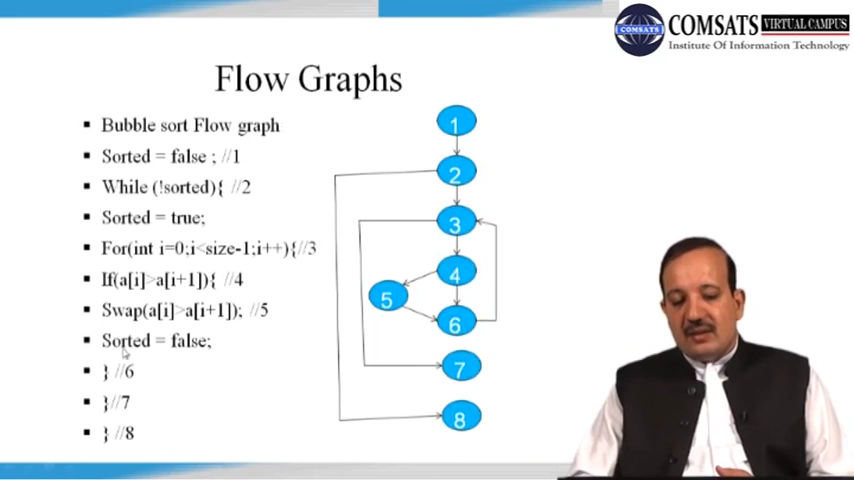 COMSATS VIRTUAL CAMPUS
COMSATS
Institute Of Information Technology
Flow Graphs
▪ Bubble sort Flow graph
▪ Sorted = false ; //1
▪ While (!sorted){ //2
▪ Sorted = true;
▪ For(int i=0;i<size-1;i++){//3
▪ If(a[i]>a[i+1]){ //4
▪ Swap(a[i]>a[i+1]); //5
▪ Sorted = false;
▪ } //6
▪ }//7
▪ } //8
1
2
3
4
5
6
7
8